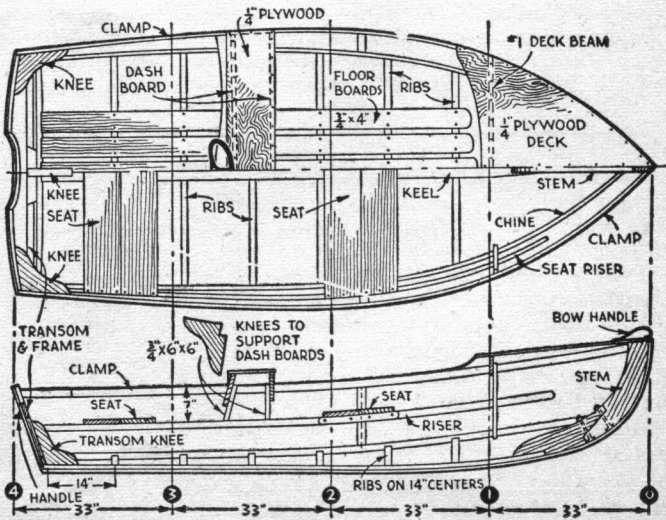 1/4" PLYWOOD
CLAMP
#1 DECK BEAM
KNEE
DASH
BOARD
FLOOR
BOARDS
3/4" x 4"
RIBS
1/4"
PLYWOOD
DECK
KNEE
SEAT
RIBS
SEAT
KEEL
STEM
CHINE
CLAMP
KNEE
SEAT RISER
TRANSOM
& FRAME
3/4" x 6" x 6"
KNEES TO
SUPPORT
DASH BOARDS
BOW HANDLE
CLAMP
STEM
SEAT
7"
SEAT
RISER
TRANSOM KNEE
14"
RIBS ON 14" CENTERS
HANDLE
4 3 2 1 0
33" 33" 33" 33"